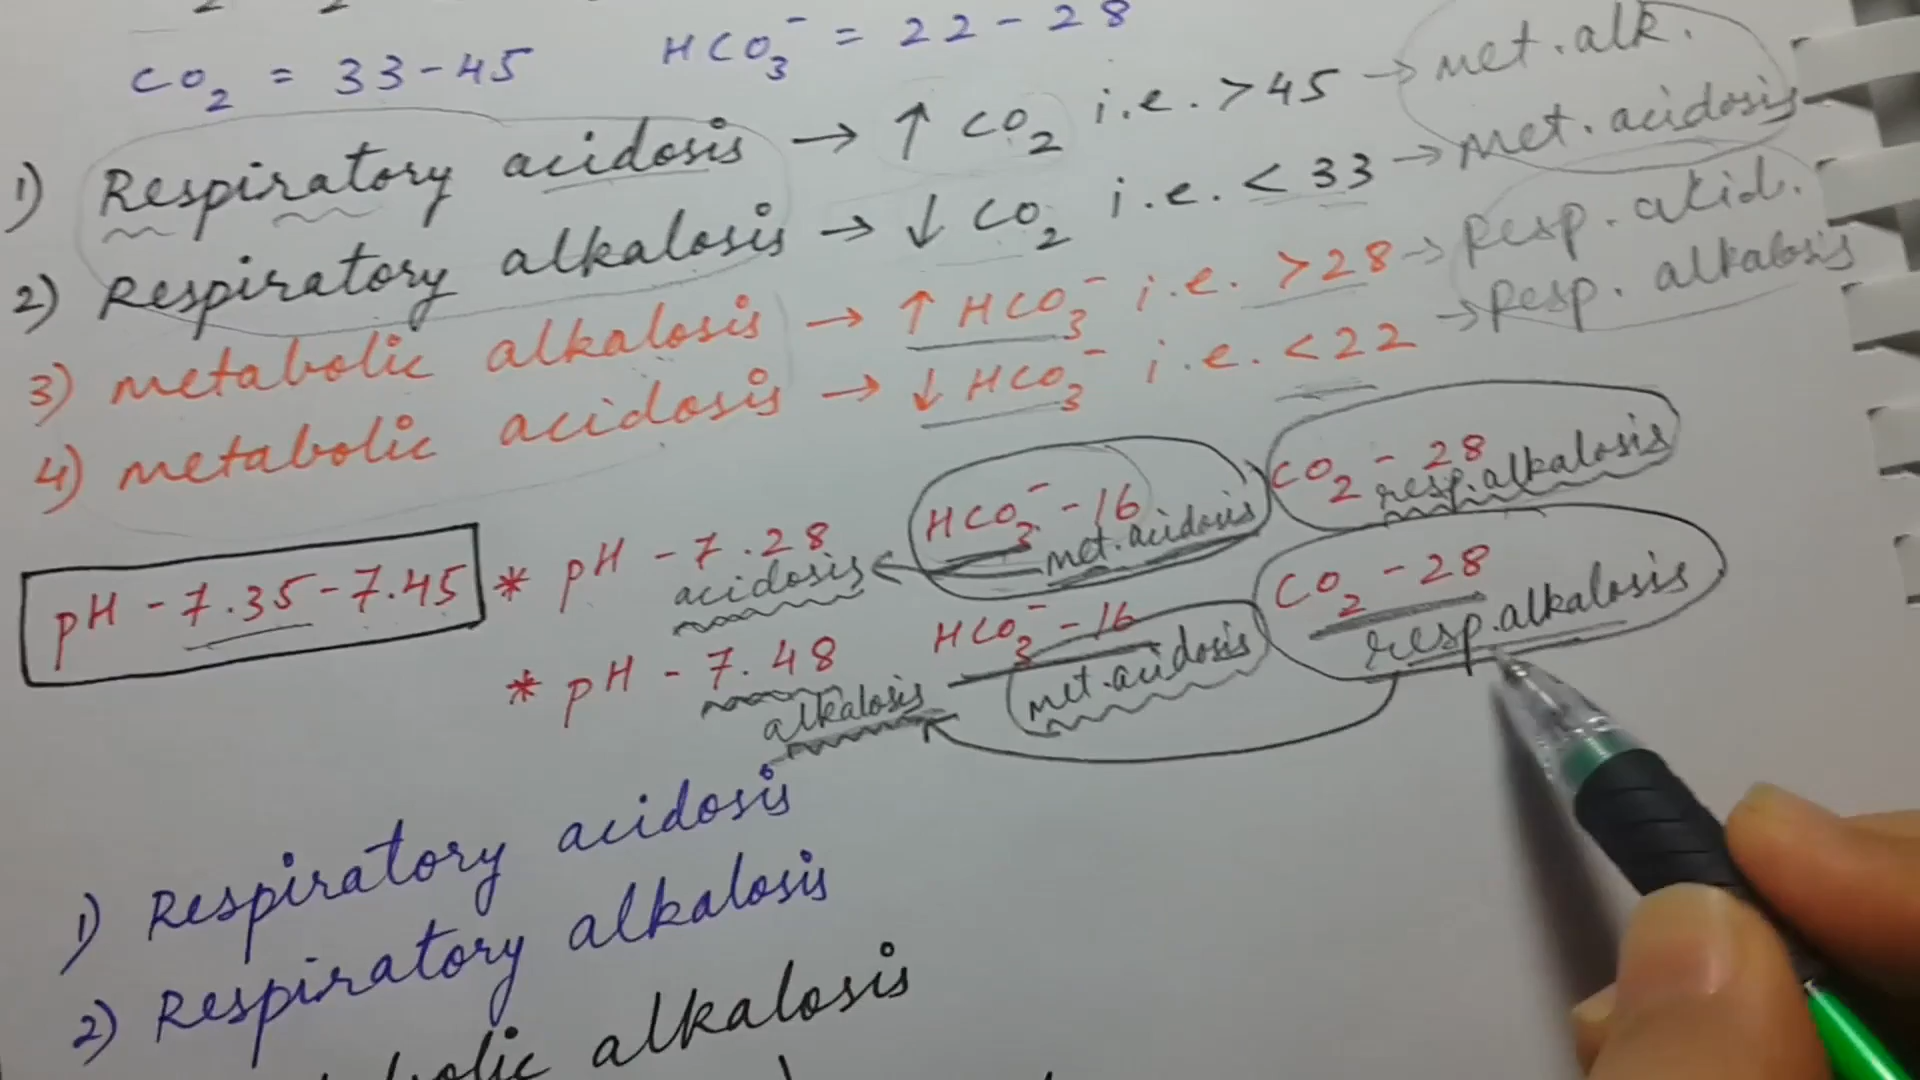 CO2 = 33-45 HCO3- = 22-28
1) Respiratory acidosis → ↑ CO2 i.e. >45 → met. alk.
2) Respiratory alkalosis → ↓ CO2 i.e. <33 → met. acidosis
3) metabolic alkalosis → ↑ HCO3- i.e. >28 → Resp. acid.
4) metabolic acidosis → ↓ HCO3- i.e. <22 → Resp. alkalosis
pH - 7.35-7.45 * pH - 7.28 HCO3- - 16 CO2 - 28
acidosis ← met. acidosis resp. alkalosis
* pH - 7.48 HCO3- - 16 CO2 - 28
alkalosis met. acidosis resp. alkalosis
1) Respiratory acidosis
2) Respiratory alkalosis
alkalosis